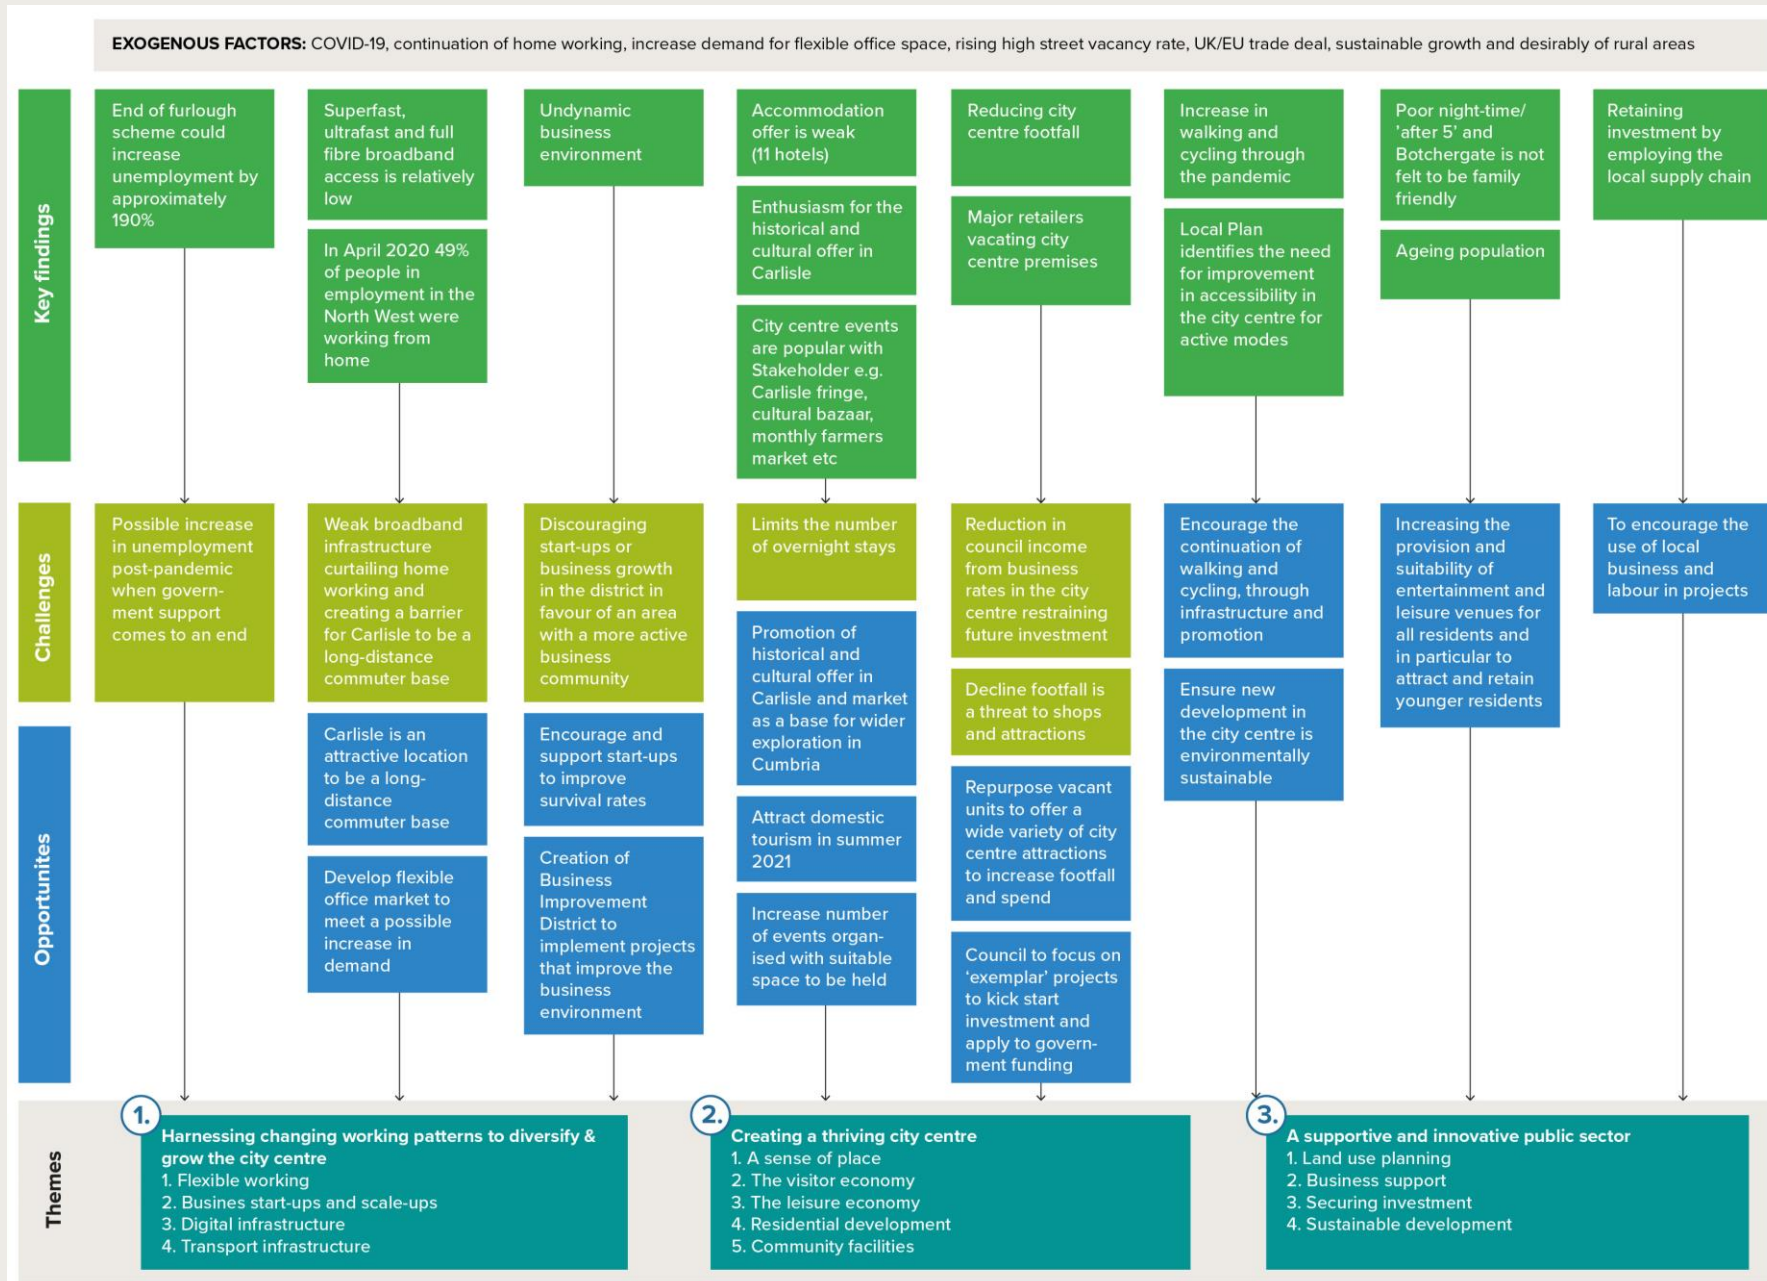 EXOGENOUS FACTORS: COVID-19, continuation of home working, increase demand for flexible office space, rising high street vacancy rate, UK/EU trade deal, sustainable growth and desirably of rural areas
Key findings
End of furlough
scheme could
increase
unemployment by
approximately
190%
Superfast,
ultrafast and full
fibre broadband
access is relatively
low
In April 2020 49%
of people in
employment in the
North West were
working from
home
Undynamic
business
environment
Accommodation
offer is weak
(11 hotels)
Enthusiasm for the
historical and
cultural offer in
Carlisle
City centre events
are popular with
Stakeholder e.g.
Carlisle fringe,
cultural bazaar,
monthly farmers
market etc
Reducing city
centre footfall
Major retailers
vacating city
centre premises
Increase in
walking and
cycling through
the pandemic
Local Plan
identifies the need
for improvement
in accessibility in
the city centre for
active modes
Poor night-time/
'after 5' and
Botchergate is not
felt to be family
friendly
Ageing population
Retaining
investment by
employing the
local supply chain
Challenges
Possible increase
in unemployment
post-pandemic
when govern-
ment support
comes to an end
Weak broadband
infrastructure
curtailing home
working and
creating a barrier
for Carlisle to be a
long-distance
commuter base
Discouraging
start-ups or
business growth
in the district in
favour of an area
with a more active
business
community
Limits the number
of overnight stays
Reduction in
council income
from business
rates in the city
centre restraining
future investment
Decline footfall is
a threat to shops
and attractions
Opportunites
Carlisle is an
attractive location
to be a long-
distance
commuter base
Develop flexible
office market to
meet a possible
increase in
demand
Encourage and
support start-ups
to improve
survival rates
Creation of
Business
Improvement
District to
implement projects
that improve the
business
environment
Promotion of
historical and
cultural offer in
Carlisle and market
as a base for wider
exploration in
Cumbria
Attract domestic
tourism in summer
2021
Increase number
of events organ-
ised with suitable
space to be held
Repurpose vacant
units to offer a
wide variety of city
centre attractions
to increase footfall
and spend
Council to focus on
'exemplar' projects
to kick start
investment and
apply to govern-
ment funding
Encourage the
continuation of
walking and
cycling, through
infrastructure and
promotion
Ensure new
development in
the city centre is
environmentally
sustainable
Increasing the
provision and
suitability of
entertainment and
leisure venues for
all residents and
in particular to
attract and retain
younger residents
To encourage the
use of local
business and
labour in projects
Themes
1.
Harnessing changing working patterns to diversify &
grow the city centre
1. Flexible working
2. Busines start-ups and scale-ups
3. Digital infrastructure
4. Transport infrastructure
2.
Creating a thriving city centre
1. A sense of place
2. The visitor economy
3. The leisure economy
4. Residential development
5. Community facilities
3.
A supportive and innovative public sector
1. Land use planning
2. Business support
3. Securing investment
4. Sustainable development